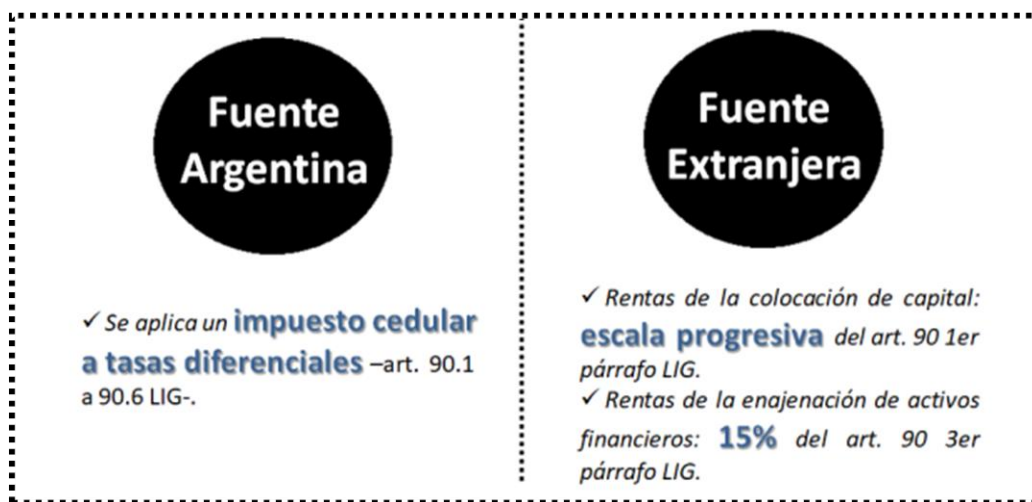 Fuente
Argentina
✓ Se aplica un impuesto cedular
a tasas diferenciales –art. 90.1
a 90.6 LIG-.
Fuente
Extranjera
✓ Rentas de la colocación de capital:
escala progresiva del art. 90 1er
párrafo LIG.
✓ Rentas de la enajenación de activos
financieros: 15% del art. 90 3er
párrafo LIG.